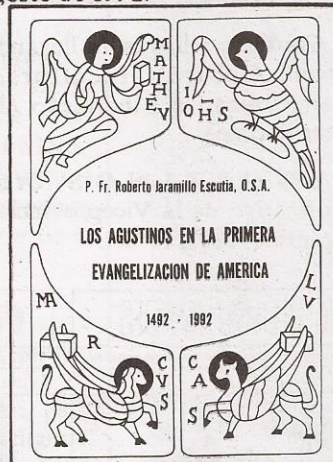 MATHEV
IOHS
P. Fr. Roberto Jaramillo Escutia, O.S.A.
LOS AGUSTINOS EN LA PRIMERA
EVANGELIZACION DE AMERICA
1492 - 1992
MARCVS
LVCAS